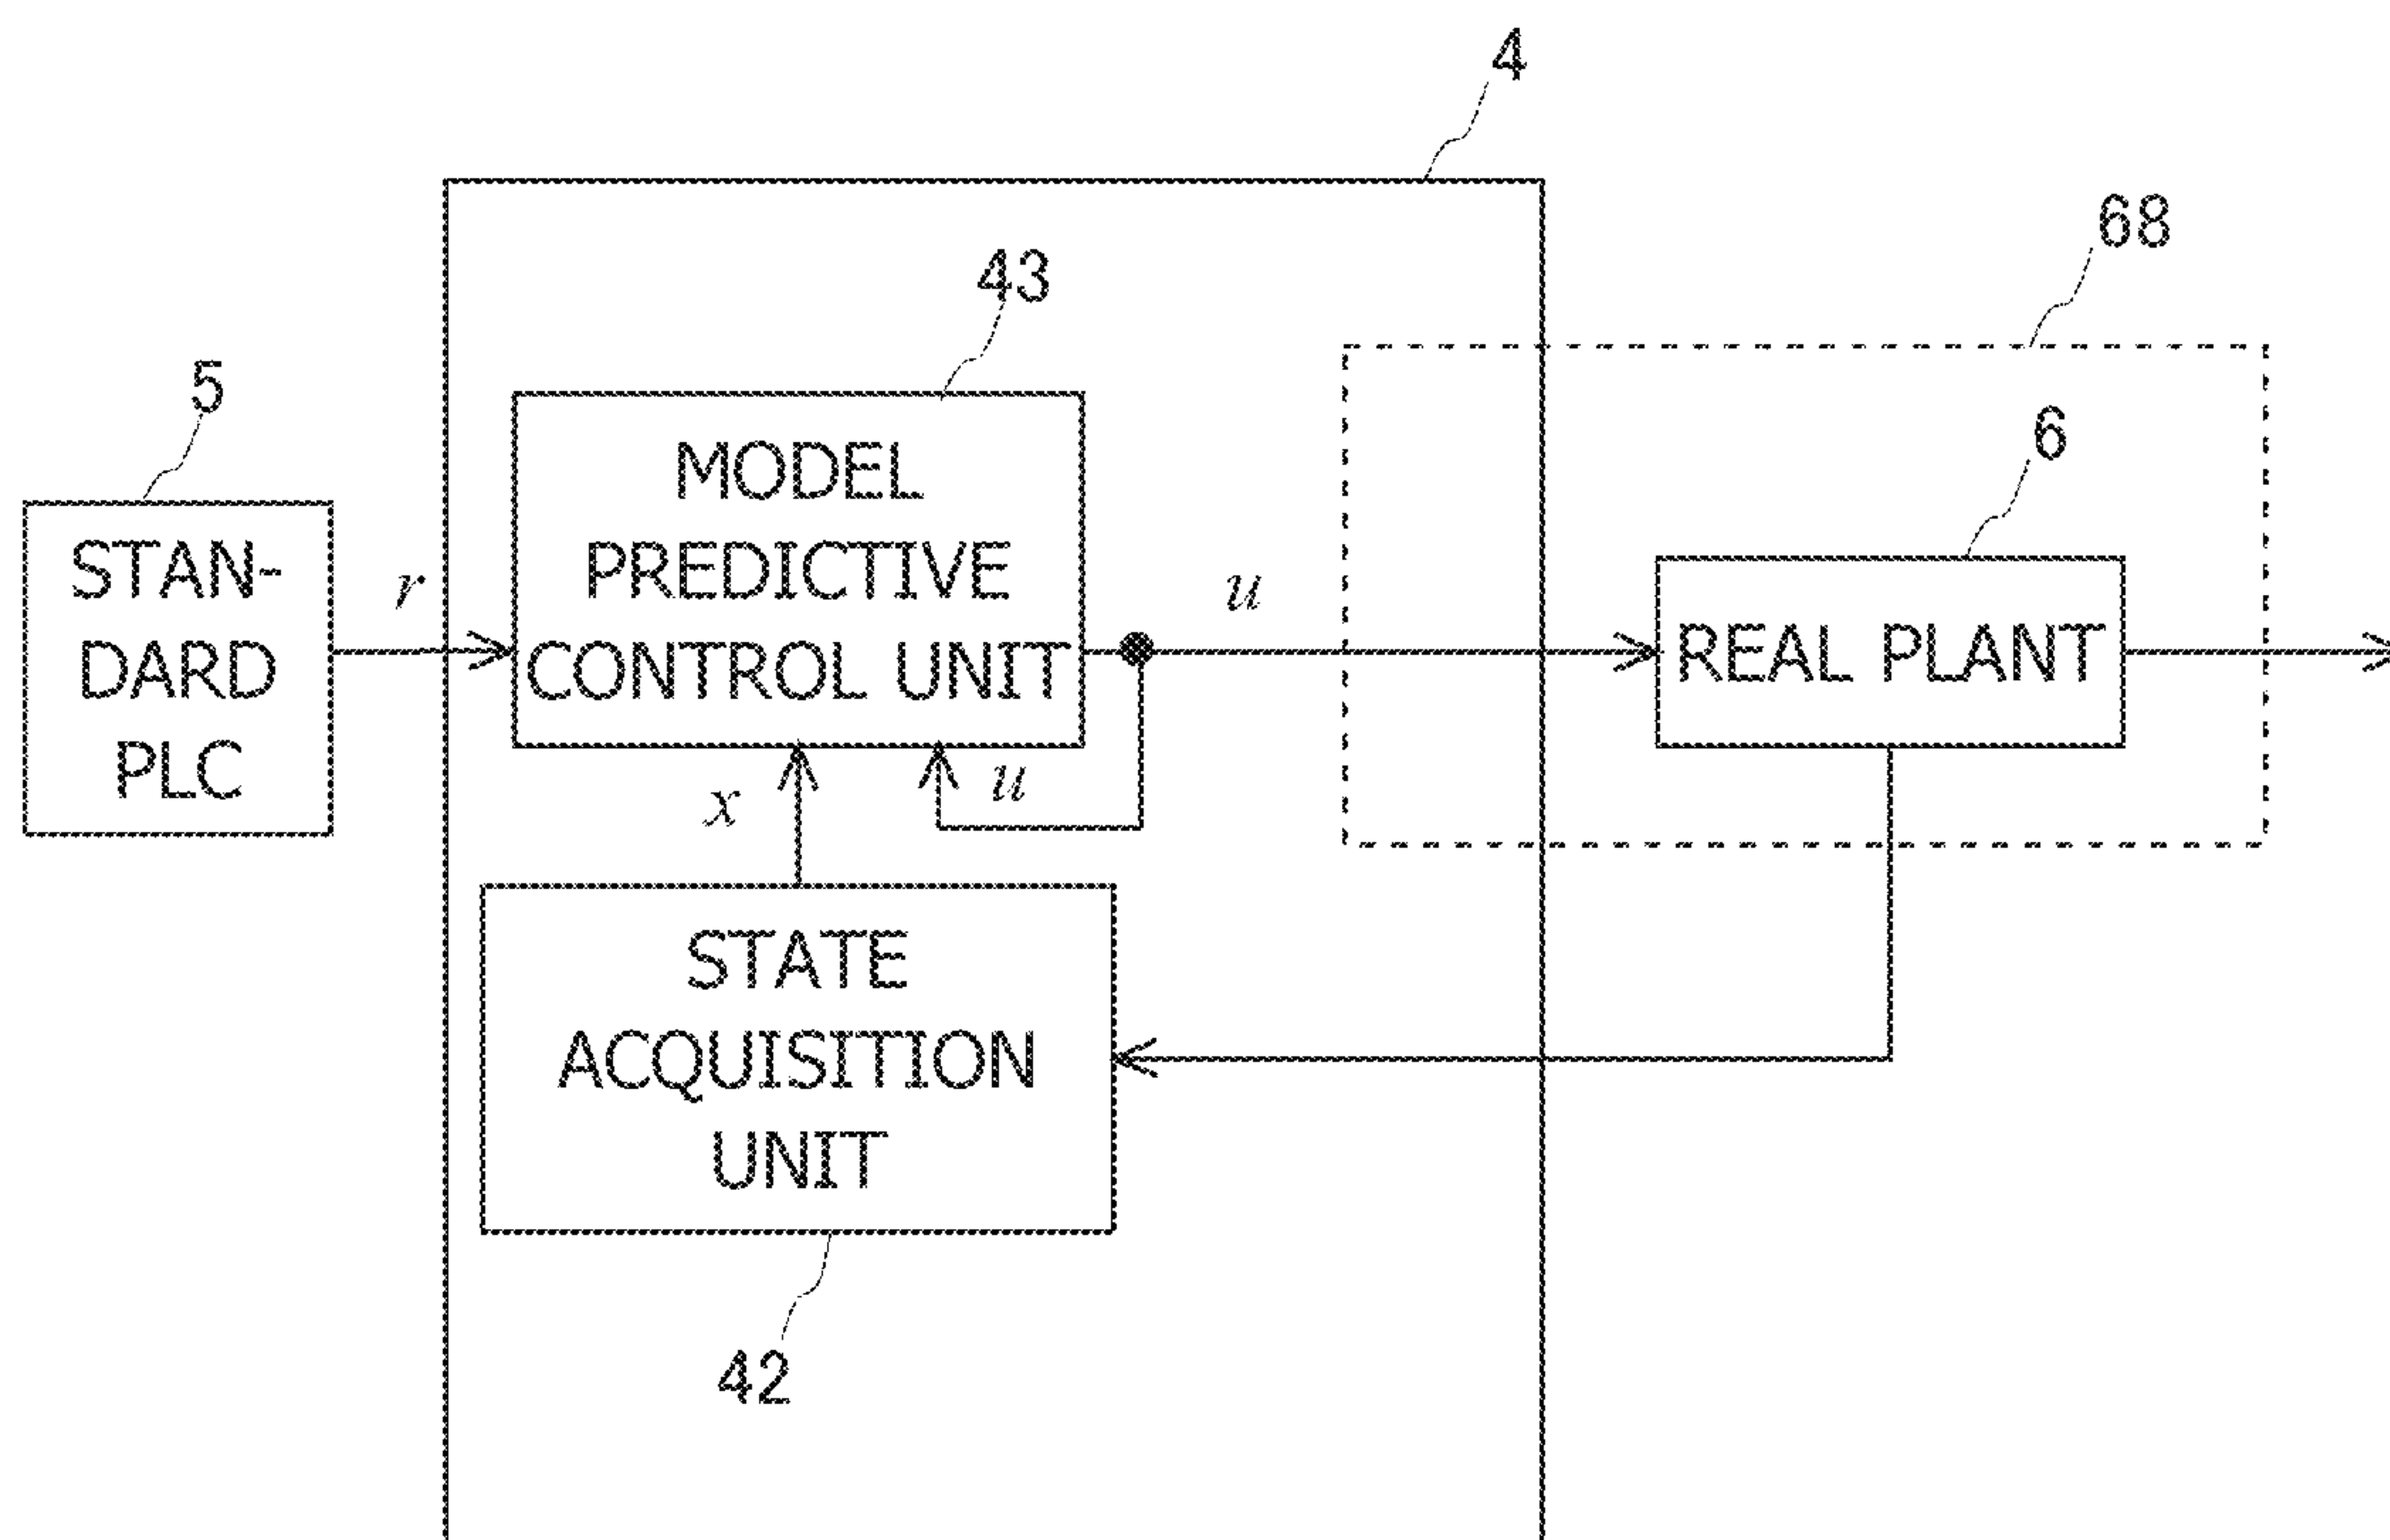 4
68
43
5
6
MODEL
PREDICTIVE
CONTROL UNIT
STAN-
DARD
PLC
r
u
REAL PLANT
x
u
STATE
ACQUISITION
UNIT
42